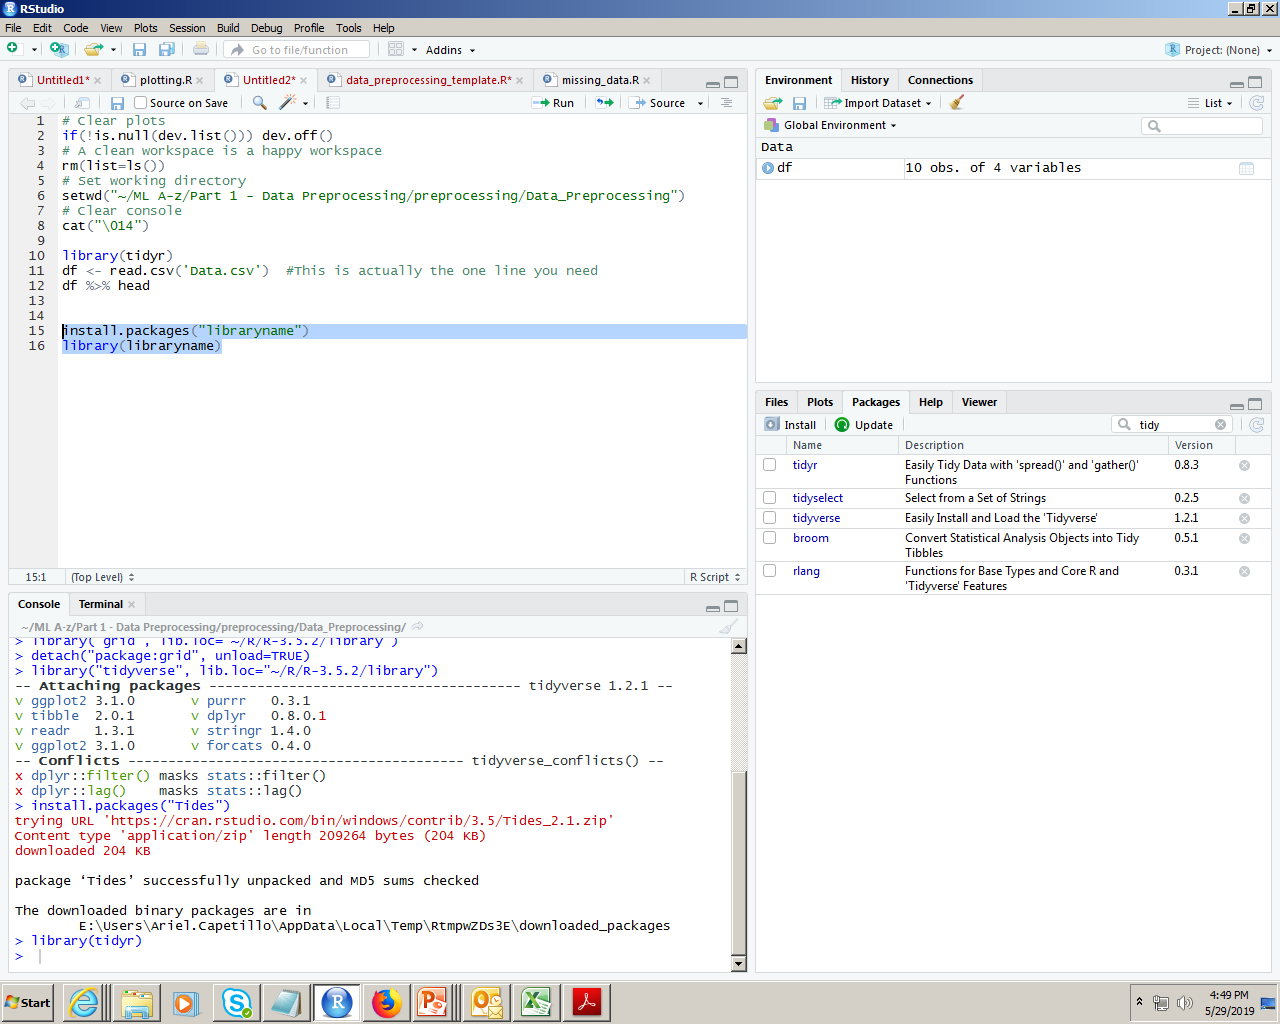 RStudio
File Edit Code View Plots Session Build Debug Profile Tools Help
Go to file/function Addins Project: (None)
Untitled1* plotting.R Untitled2* data_preprocessing_template.R* missing_data.R
Source on Save Run Source
1 # Clear plots
2 if(!is.null(dev.list())) dev.off()
3 # A clean workspace is a happy workspace
4 rm(list=ls())
5 # Set working directory
6 setwd("~/ML A-z/Part 1 - Data Preprocessing/preprocessing/Data_Preprocessing")
7 # Clear console
8 cat("\014")
9
10 library(tidyr)
11 df <- read.csv('Data.csv')  #This is actually the one line you need
12 df %>% head
13
14
15 install.packages("libraryname")
16 library(libraryname)
15:1 (Top Level) R Script
Console Terminal
~/ML A-z/Part 1 - Data Preprocessing/preprocessing/Data_Preprocessing/
> library("grid", lib.loc="~/R/R-3.5.2/library")
> detach("package:grid", unload=TRUE)
> library("tidyverse", lib.loc="~/R/R-3.5.2/library")
-- Attaching packages --------------------------------------- tidyverse 1.2.1 --
v ggplot2 3.1.0       v purrr   0.3.1
v tibble  2.0.1       v dplyr   0.8.0.1
v readr   1.3.1       v stringr 1.4.0
v ggplot2 3.1.0       v forcats 0.4.0
-- Conflicts ------------------------------------------ tidyverse_conflicts() --
x dplyr::filter() masks stats::filter()
x dplyr::lag()    masks stats::lag()
> install.packages("Tides")
trying URL 'https://cran.rstudio.com/bin/windows/contrib/3.5/Tides_2.1.zip'
Content type 'application/zip' length 209264 bytes (204 KB)
downloaded 204 KB
package ‘Tides’ successfully unpacked and MD5 sums checked
The downloaded binary packages are in
E:\Users\Ariel.Capetillo\AppData\Local\Temp\RtmpwZDs3E\downloaded_packages
> library(tidyr)
>
Environment History Connections
Import Dataset List
Global Environment
Data
df 10 obs. of 4 variables
Files Plots Packages Help Viewer
Install Update tidy
Name Description Version
tidyr Easily Tidy Data with 'spread()' and 'gather()' 0.8.3
Functions
tidyselect Select from a Set of Strings 0.2.5
tidyverse Easily Install and Load the 'Tidyverse' 1.2.1
broom Convert Statistical Analysis Objects into Tidy 0.5.1
Tibbles
rlang Functions for Base Types and Core R and 0.3.1
'Tidyverse' Features
Start 4:49 PM
5/29/2019